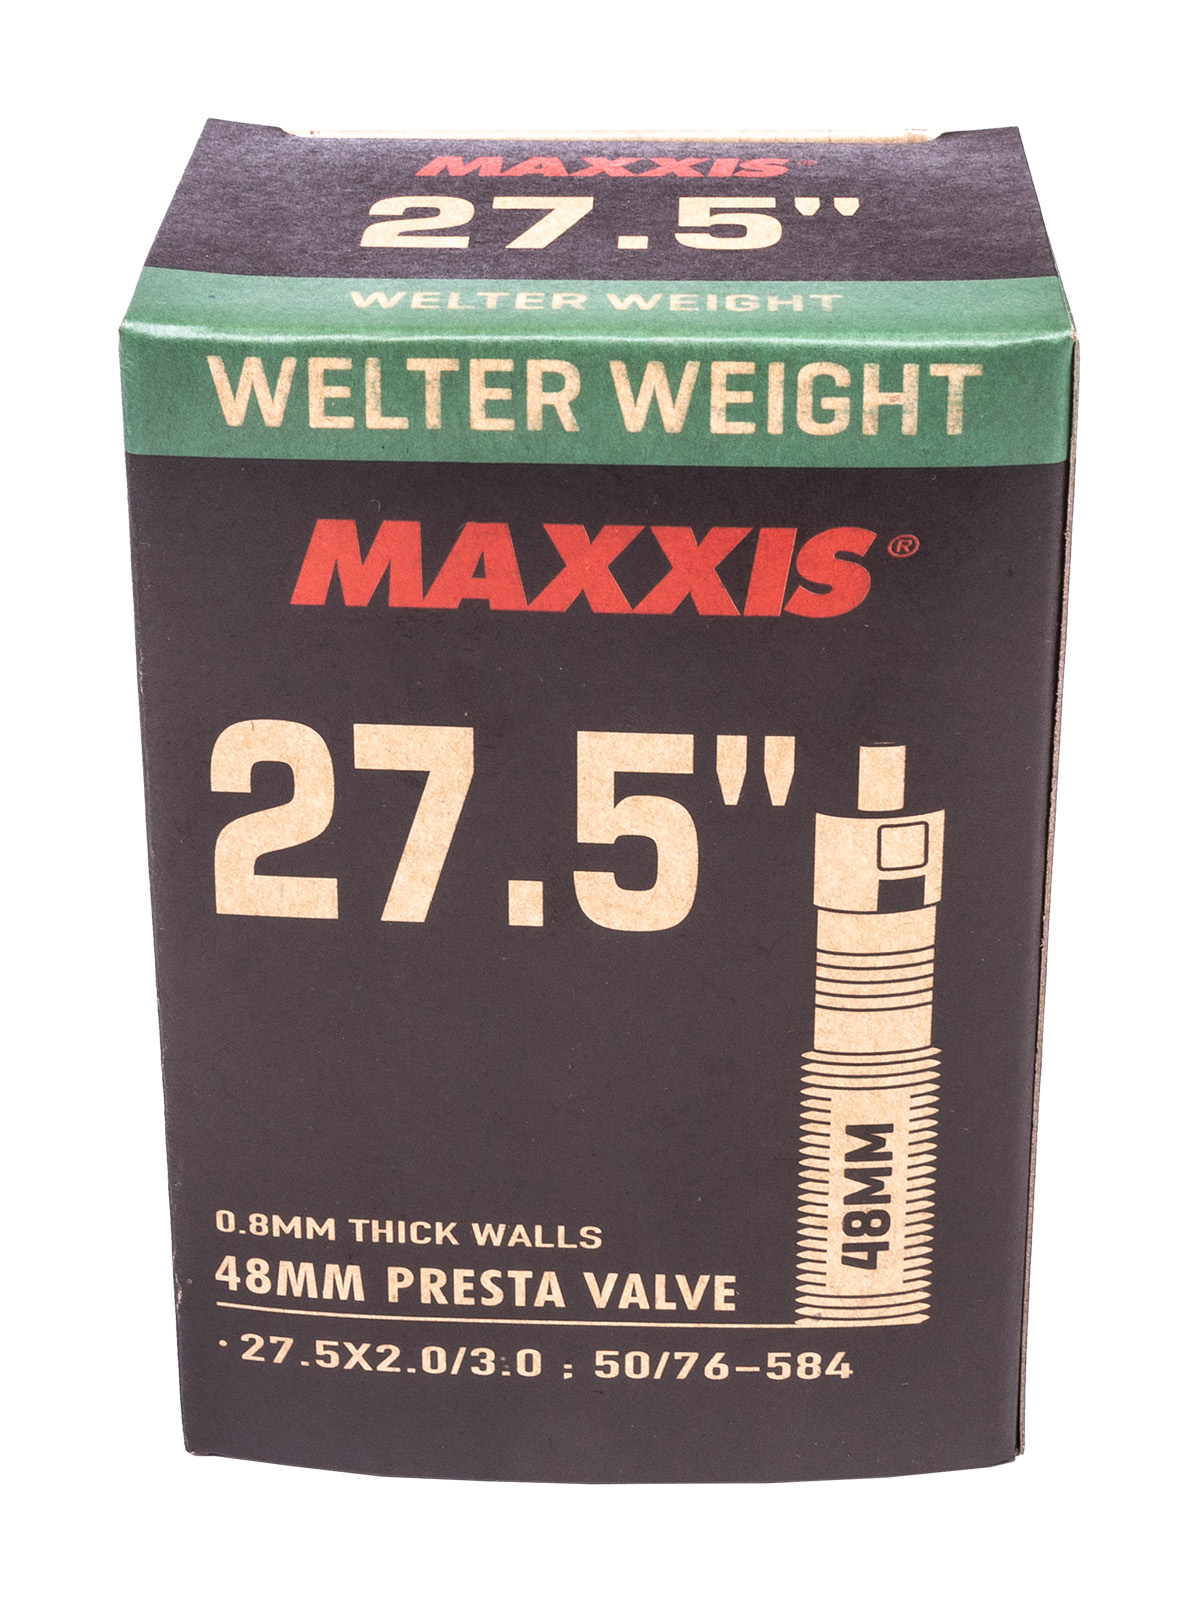 MAXXIS
27.5"
WELTER WEIGHT
WELTER WEIGHT
MAXXIS®
27.5"
48MM
0.8MM THICK WALLS
48MM PRESTA VALVE
· 27.5X2.0/3.0 ; 50/76-584